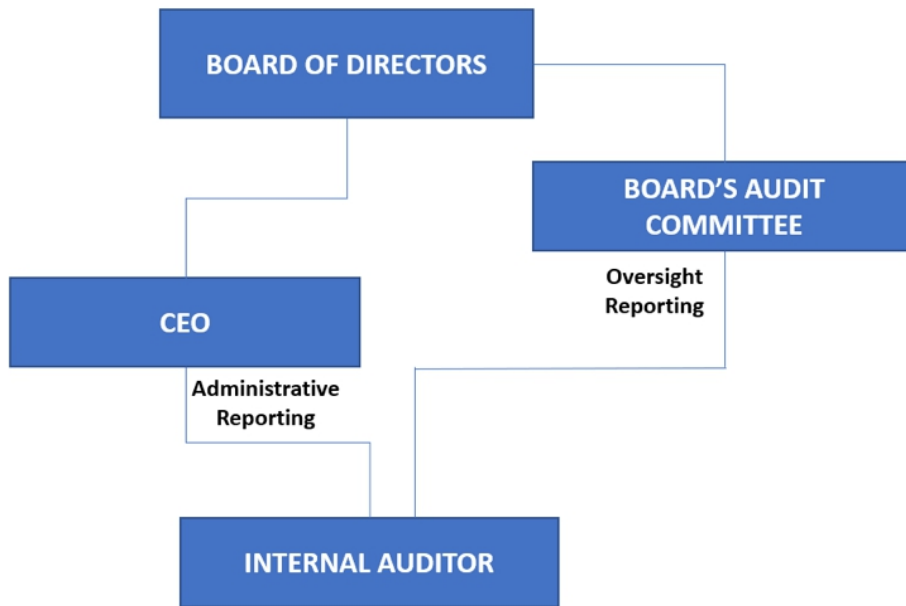 BOARD OF DIRECTORS
BOARD’S AUDIT
COMMITTEE
Oversight
Reporting
CEO
Administrative
Reporting
INTERNAL AUDITOR